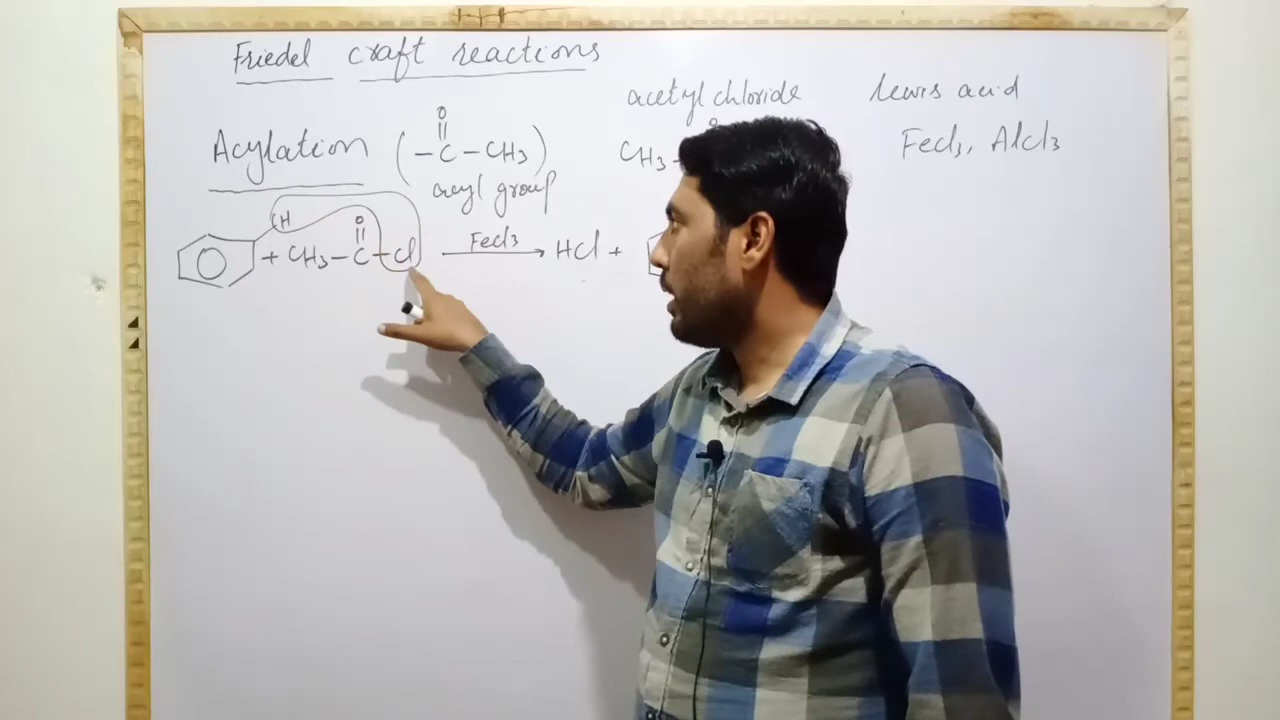 Friedel craft reactions
acetyl chloride
Lewis acid
O
Acylation (–C–CH3)
CH3–
FeCl3, AlCl3
acyl group
H
O
+ CH3–C–Cl
FeCl3
HCl +